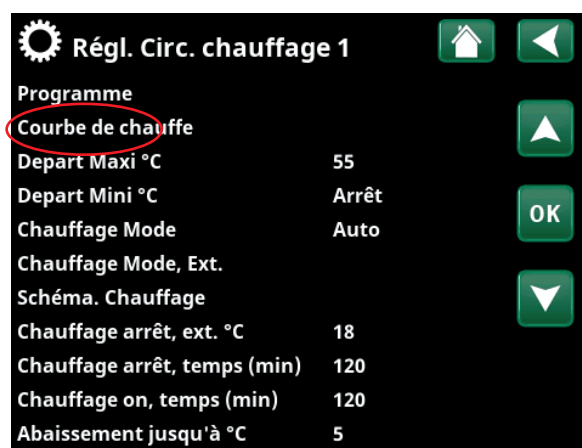 Régl. Circ. chauffage 1
Programme
Courbe de chauffe
Depart Maxi °C 55
Depart Mini °C Arrêt
Chauffage Mode Auto
OK
Chauffage Mode, Ext.
Schéma. Chauffage
Chauffage arrêt, ext. °C 18
Chauffage arrêt, temps (min) 120
Chauffage on, temps (min) 120
Abaissement jusqu'à °C 5